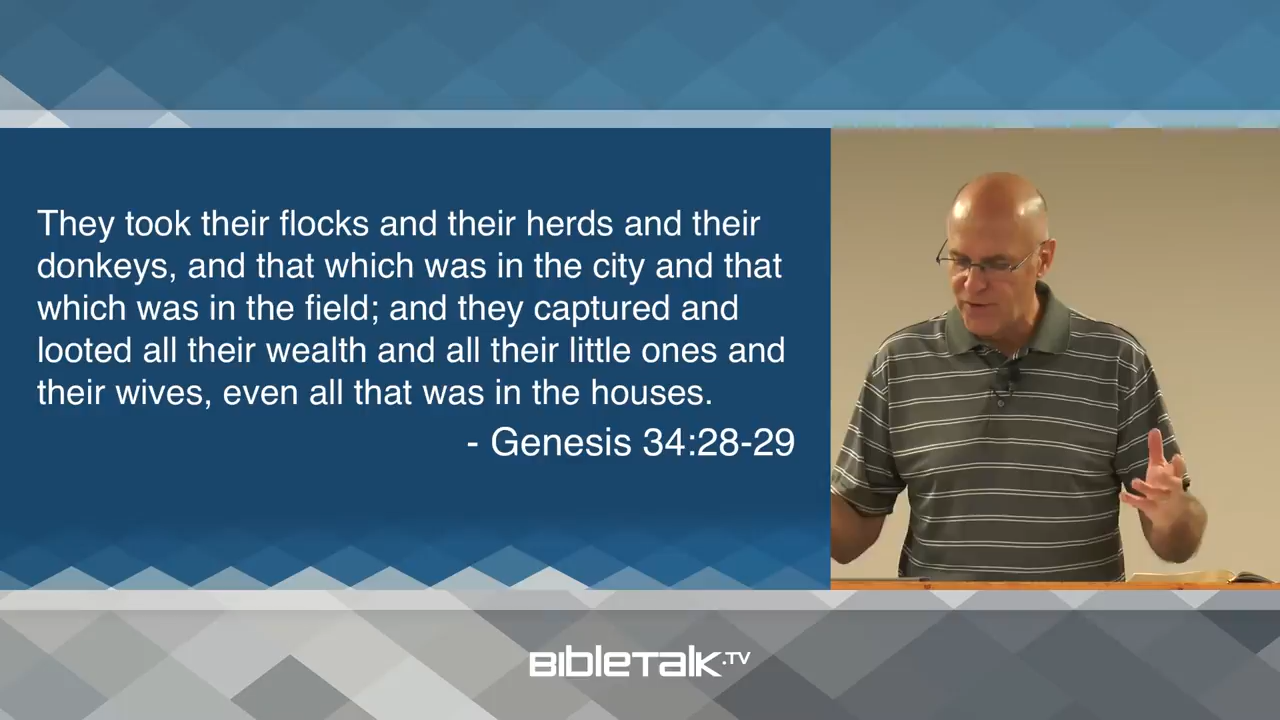 They took their flocks and their herds and their
donkeys, and that which was in the city and that
which was in the field; and they captured and
looted all their wealth and all their little ones and
their wives, even all that was in the houses.
- Genesis 34:28-29
BIBLETALK.TV